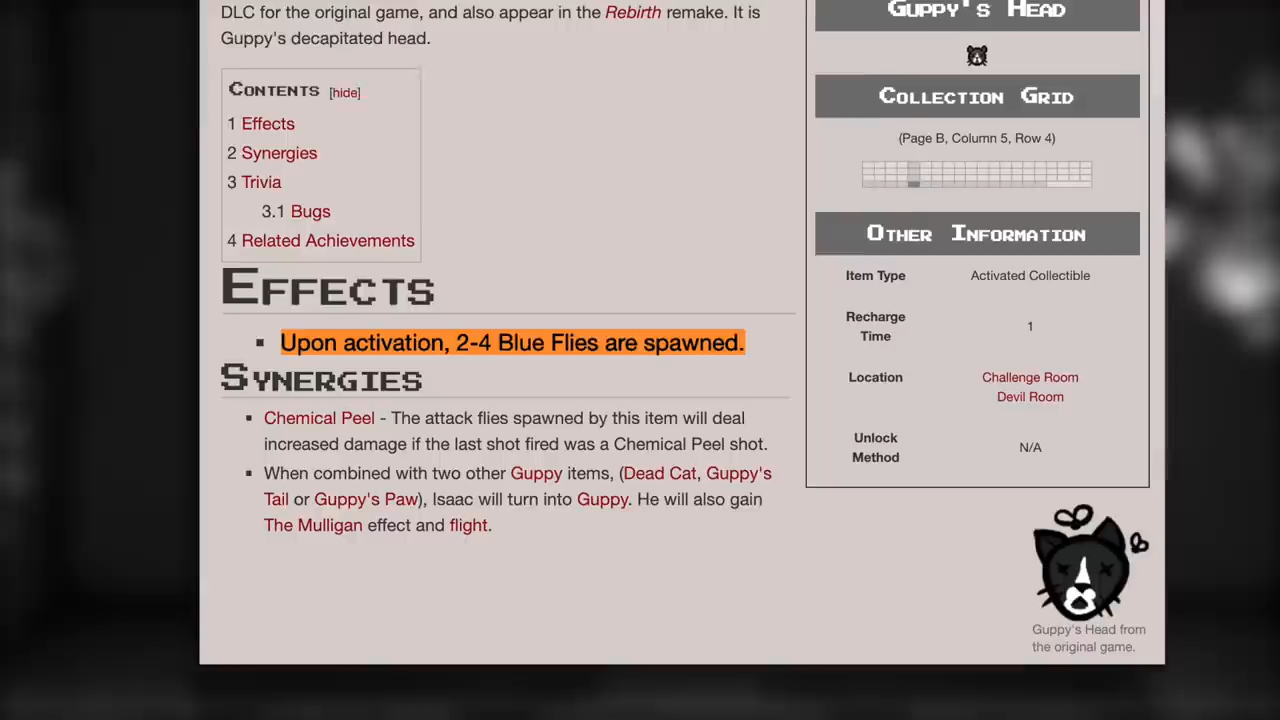 DLC for the original game, and also appear in the Rebirth remake. It is
Guppy's decapitated head.
Contents [hide]
1 Effects
2 Synergies
3 Trivia
3.1 Bugs
4 Related Achievements
Effects
▪ Upon activation, 2-4 Blue Flies are spawned.
Synergies
▪ Chemical Peel - The attack flies spawned by this item will deal
increased damage if the last shot fired was a Chemical Peel shot.
▪ When combined with two other Guppy items, (Dead Cat, Guppy's
Tail or Guppy's Paw), Isaac will turn into Guppy. He will also gain
The Mulligan effect and flight.
Guppy's Head
Collection Grid
(Page B, Column 5, Row 4)
Other Information
Item Type Activated Collectible
Recharge
Time
1
Location
Challenge Room
Devil Room
Unlock
Method
N/A
Guppy's Head from
the original game.